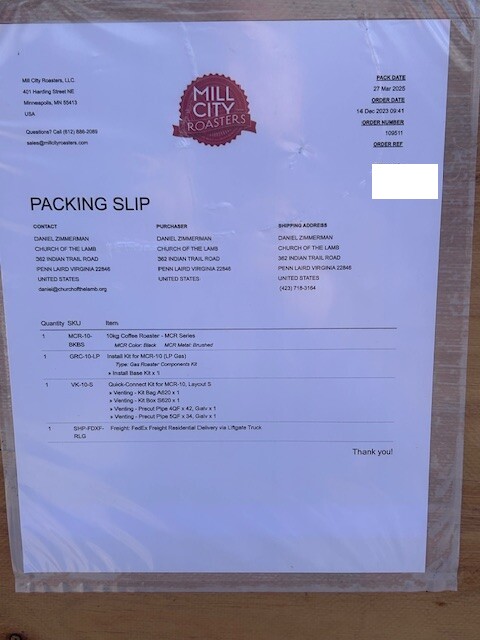 Mill City Roasters, LLC.
401 Harding Street NE
Minneapolis, MN 55413
USA
Questions? Call (612) 886-2089
sales@millcityroasters.com
MILL
CITY
ROASTERS
PACK DATE
27 Mar 2025
ORDER DATE
14 Dec 2023 09:41
ORDER NUMBER
109511
ORDER REF
PACKING SLIP
CONTACT
DANIEL ZIMMERMAN
CHURCH OF THE LAMB
362 INDIAN TRAIL ROAD
PENN LAIRD VIRGINIA 22846
UNITED STATES
daniel@churchofthelamb.org
PURCHASER
DANIEL ZIMMERMAN
CHURCH OF THE LAMB
362 INDIAN TRAIL ROAD
PENN LAIRD VIRGINIA 22846
UNITED STATES
SHIPPING ADDRESS
DANIEL ZIMMERMAN
CHURCH OF THE LAMB
362 INDIAN TRAIL ROAD
PENN LAIRD VIRGINIA 22846
UNITED STATES
(423) 718-3164
Quantity SKU Item
1 MCR-10- 10kg Coffee Roaster - MCR Series
BKBS MCR Color: Black MCR Metal: Brushed
1 GRC-10-LP Install Kit for MCR-10 (LP Gas)
Type: Gas Roaster Components Kit
» Install Base Kit x 1
1 VK-10-S Quick-Connect Kit for MCR-10, Layout S
» Venting - Kit Bag A620 x 1
» Venting - Kit Box S620 x 1
» Venting - Precut Pipe 4QF x 42, Galv x 1
» Venting - Precut Pipe 5QF x 34, Galv x 1
1 SHP-FDXF- Freight: FedEx Freight Residential Delivery via Liftgate Truck
RLG
Thank you!